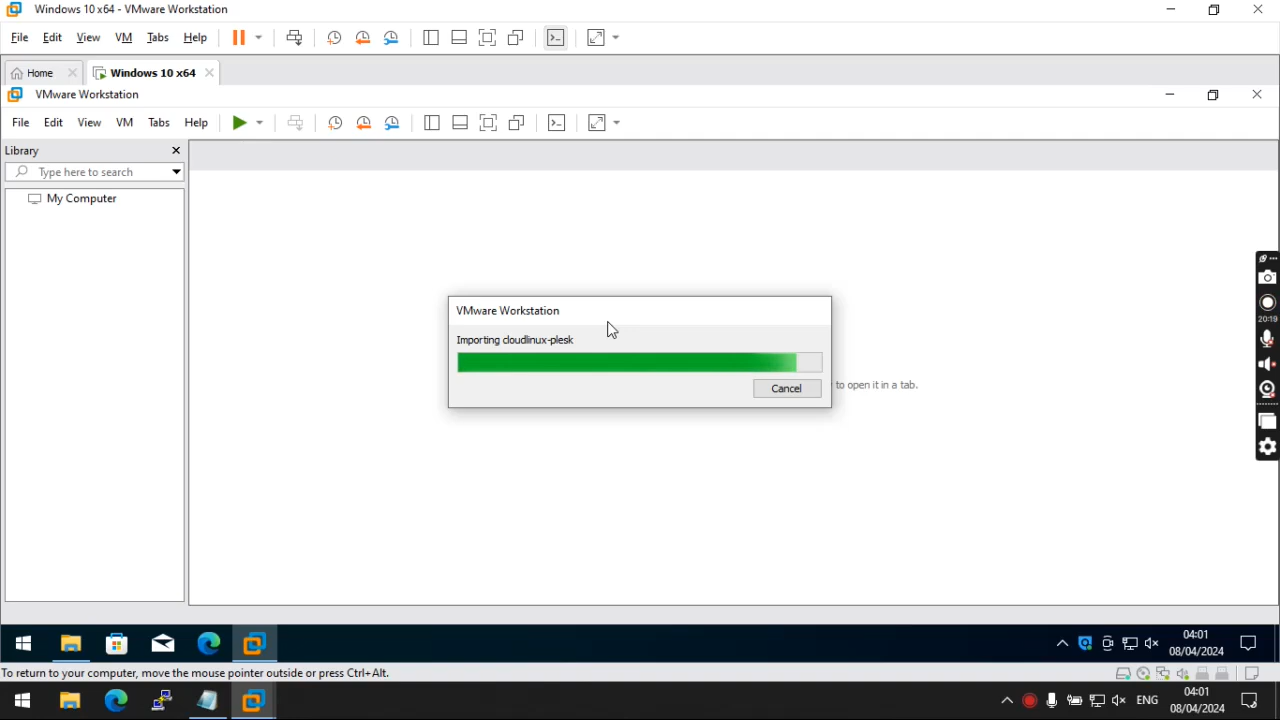 Windows 10 x64 - VMware Workstation
File Edit View VM Tabs Help
Home Windows 10 x64
VMware Workstation
File Edit View VM Tabs Help
Library
Type here to search
My Computer
VMware Workstation
Importing cloudlinux-plesk
Cancel
to open it in a tab.
20:19
04:01
08/04/2024
To return to your computer, move the mouse pointer outside or press Ctrl+Alt.
ENG
04:01
08/04/2024